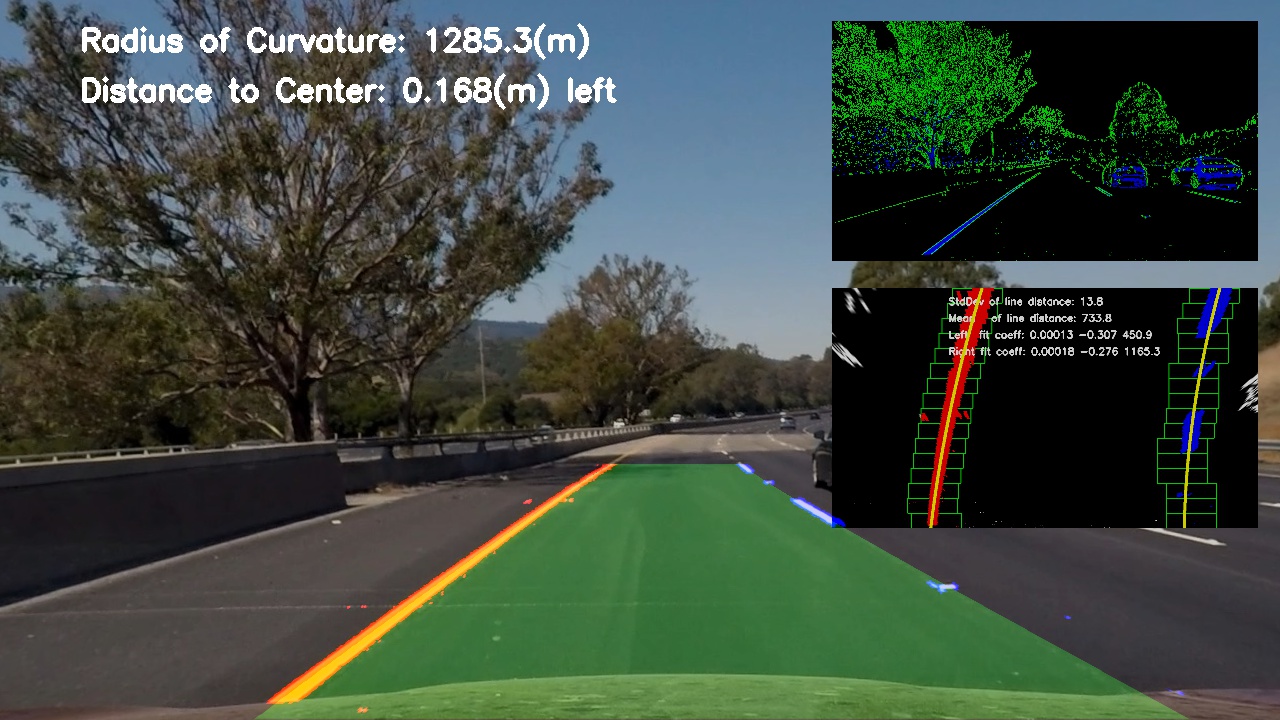 Radius of Curvature: 1285.3(m)
Distance to Center: 0.168(m) left
StdDev of line distance: 13.8
Mean of line distance: 733.8
Left fit coeff: 0.00013 -0.307 450.9
Right fit coeff: 0.00018 -0.276 1165.3